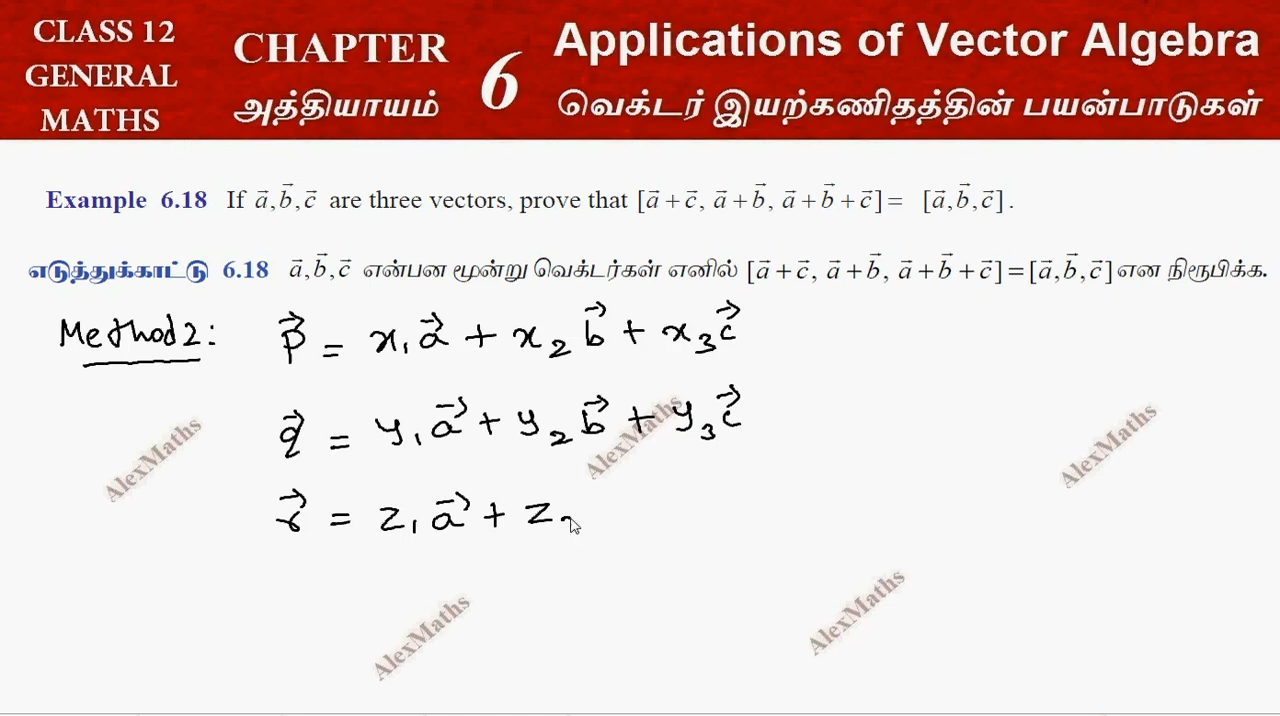 CLASS 12
GENERAL
MATHS
CHAPTER
அத்தியாயம்
6
Applications of Vector Algebra
வெக்டர் இயற்கணிதத்தின் பயன்பாடுகள்
Example 6.18 If a⃗, b⃗, c⃗ are three vectors, prove that [a⃗ + c⃗, a⃗ + b⃗, a⃗ + b⃗ + c⃗] = [a⃗, b⃗, c⃗].
எடுத்துக்காட்டு 6.18 a⃗, b⃗, c⃗ என்பன மூன்று வெக்டர்கள் எனில் [a⃗ + c⃗, a⃗ + b⃗, a⃗ + b⃗ + c⃗] = [a⃗, b⃗, c⃗] என நிரூபிக்க.
Method 2: p⃗ = x₁a⃗ + x₂b⃗ + x₃c⃗
q⃗ = y₁a⃗ + y₂b⃗ + y₃c⃗
r⃗ = z₁a⃗ + z
AlexMaths
AlexMaths
AlexMaths
AlexMaths
AlexMaths